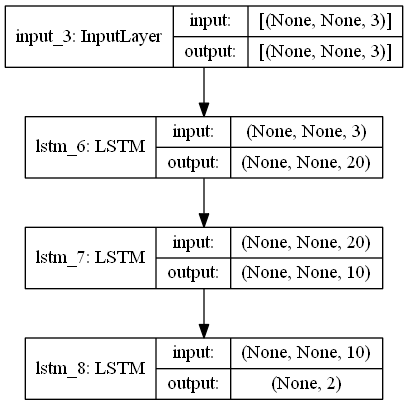 input_3: InputLayer
input:
[(None, None, 3)]
output:
[(None, None, 3)]
lstm_6: LSTM
input:
(None, None, 3)
output:
(None, None, 20)
lstm_7: LSTM
input:
(None, None, 20)
output:
(None, None, 10)
lstm_8: LSTM
input:
(None, None, 10)
output:
(None, 2)